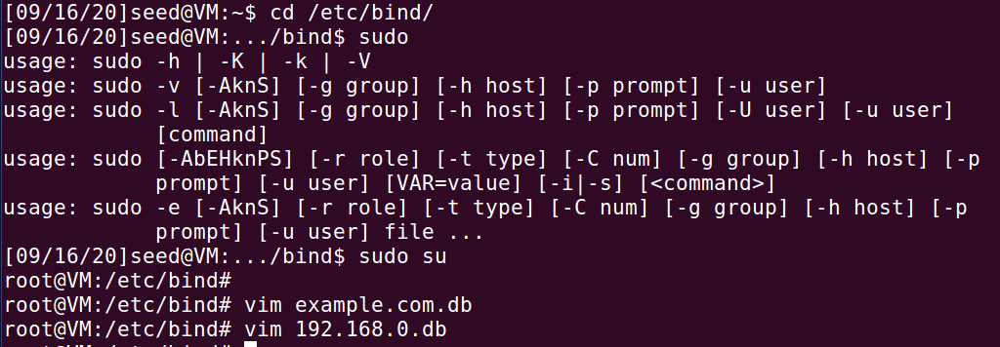 [09/16/20]seed@VM:~$ cd /etc/bind/
[09/16/20]seed@VM:.../bind$ sudo
usage: sudo -h | -K | -k | -V
usage: sudo -v [-AknS] [-g group] [-h host] [-p prompt] [-u user]
usage: sudo -l [-AknS] [-g group] [-h host] [-p prompt] [-U user] [-u user]
            [command]
usage: sudo [-AbEHknPS] [-r role] [-t type] [-C num] [-g group] [-h host] [-p
            prompt] [-u user] [VAR=value] [-i|-s] [<command>]
usage: sudo -e [-AknS] [-r role] [-t type] [-C num] [-g group] [-h host] [-p
            prompt] [-u user] file ...
[09/16/20]seed@VM:.../bind$ sudo su
root@VM:/etc/bind#
root@VM:/etc/bind# vim example.com.db
root@VM:/etc/bind# vim 192.168.0.db
root@VM:/etc/bind#